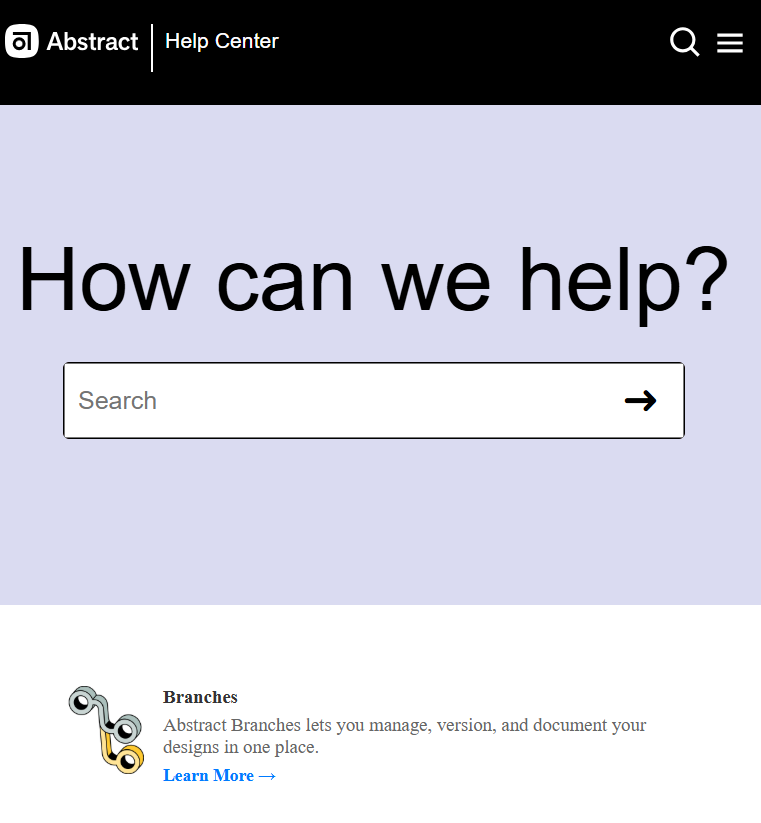 Abstract
Help Center
How can we help?
Search
Branches
Abstract Branches lets you manage, version, and document your
designs in one place.
Learn More →